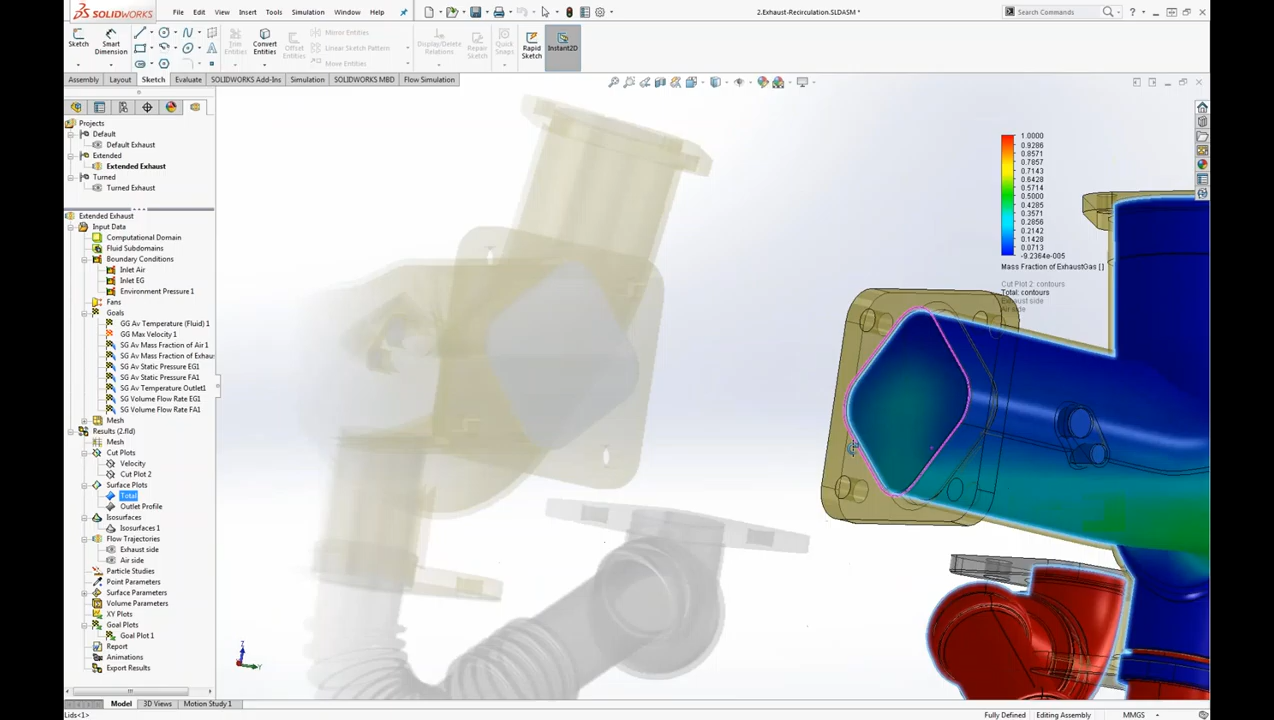 SOLIDWORKS File Edit View Insert Tools Simulation Window Help 2.Exhaust-Recirculation.SLDASM * Search Commands
Sketch Smart Dimension Trim Entities Convert Entities Offset Entities Mirror Entities Linear Sketch Pattern Move Entities Display/Delete Relations Repair Sketch Quick Snaps Rapid Sketch Instant2D
Assembly Layout Sketch Evaluate SOLIDWORKS Add-Ins Simulation SOLIDWORKS MBD Flow Simulation
Projects
Default
Default Exhaust
Extended
Extended Exhaust
Turned
Turned Exhaust
Extended Exhaust
Input Data
Computational Domain
Fluid Subdomains
Boundary Conditions
Inlet Air
Inlet EG
Environment Pressure 1
Fans
Goals
GG Av Temperature (Fluid) 1
GG Max Velocity 1
SG Av Mass Fraction of Air 1
SG Av Mass Fraction of Exhau
SG Av Static Pressure EG1
SG Av Static Pressure FA1
SG Av Temperature Outlet1
SG Volume Flow Rate EG1
SG Volume Flow Rate FA1
Mesh
Results (2.fld)
Mesh
Cut Plots
Velocity
Cut Plot 2
Surface Plots
Total
Outlet Profile
Isosurfaces
Isosurfaces 1
Flow Trajectories
Exhaust side
Air side
Particle Studies
Point Parameters
Surface Parameters
Volume Parameters
XY Plots
Goal Plots
Goal Plot 1
Report
Animations
Export Results
1.0000
0.9286
0.8571
0.7857
0.7143
0.6428
0.5714
0.5000
0.4285
0.3571
0.2856
0.2142
0.1428
0.0713
-9.2364e-005
Mass Fraction of ExhaustGas []
Cut Plot 2: contours
Total: contours
Exhaust side
Air side
Z
Y
Model 3D Views Motion Study 1
Lids<1> Fully Defined Editing Assembly MMGS